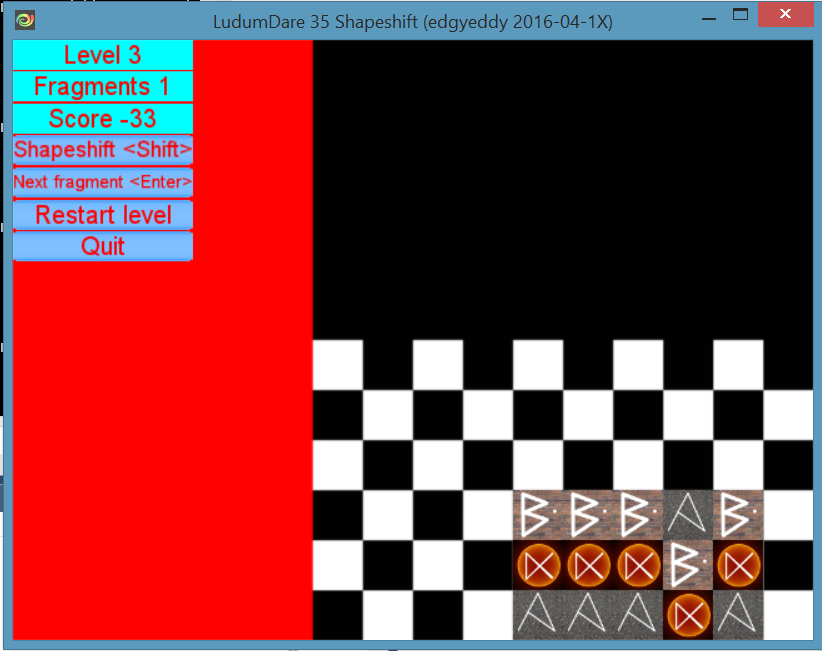 LudumDare 35 Shapeshift (edgyeddy 2016-04-1X)
Level 3
Fragments 1
Score -33
Shapeshift <Shift>
Next fragment <Enter>
Restart level
Quit
B· B· B· A B·
A A A A